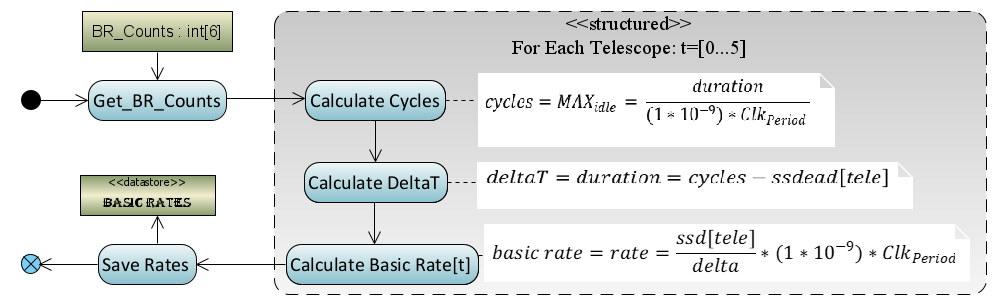 BR_Counts : int[6]
<<structured>>
For Each Telescope: t=[0...5]
Get_BR_Counts
Calculate Cycles
cycles = MAX_idle = duration / ((1 * 10^−9) * Clk_Period)
Calculate DeltaT
deltaT = duration = cycles − ssdead[tele]
<<datastore>>
BASIC RATES
Save Rates
Calculate Basic Rate[t]
basic rate = rate = ssd[tele] / delta * (1 * 10^−9) * Clk_Period